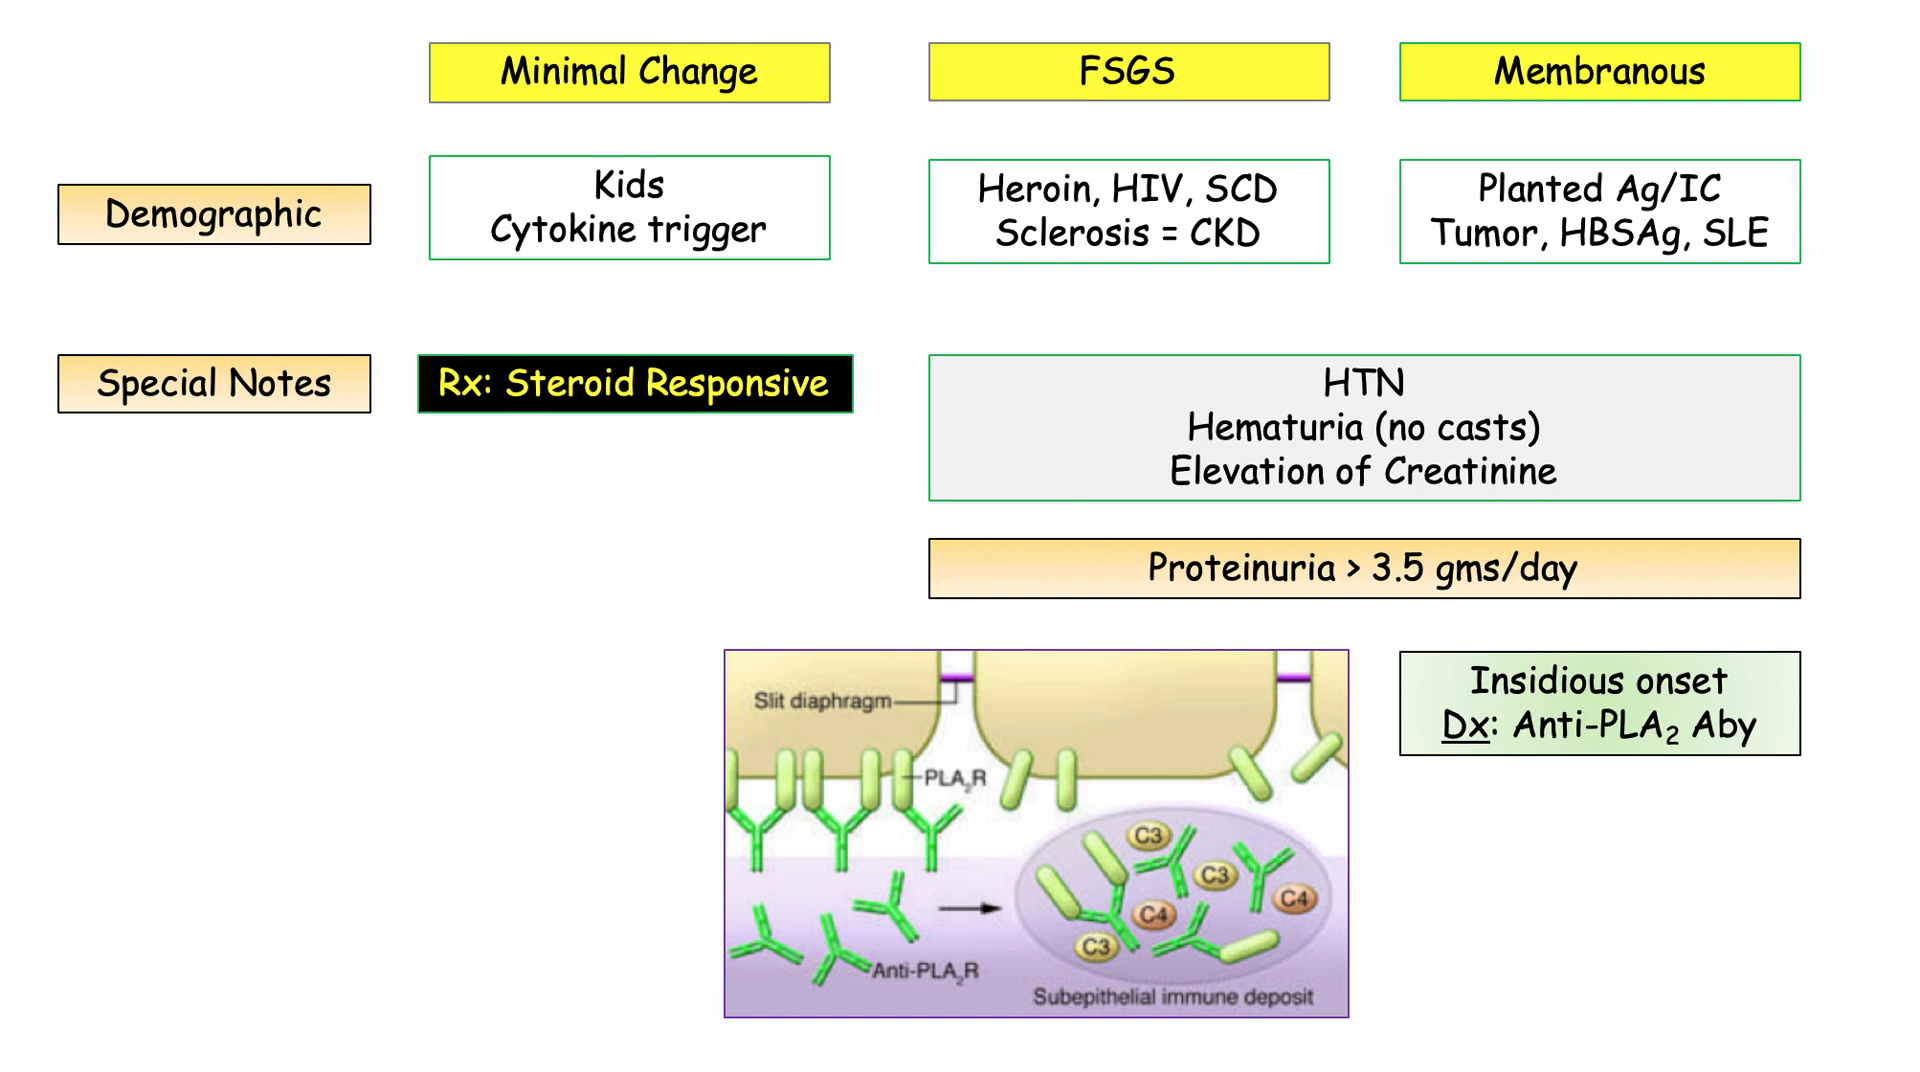 Minimal Change
FSGS
Membranous
Demographic
Kids
Cytokine trigger
Heroin, HIV, SCD
Sclerosis = CKD
Planted Ag/IC
Tumor, HBSAg, SLE
Special Notes
Rx: Steroid Responsive
HTN
Hematuria (no casts)
Elevation of Creatinine
Proteinuria > 3.5 gms/day
Insidious onset
Dx: Anti-PLA₂ Aby
Slit diaphragm
PLA₂R
C3
C3
C4
C4
C3
Anti-PLA₂R
Subepithelial immune deposit